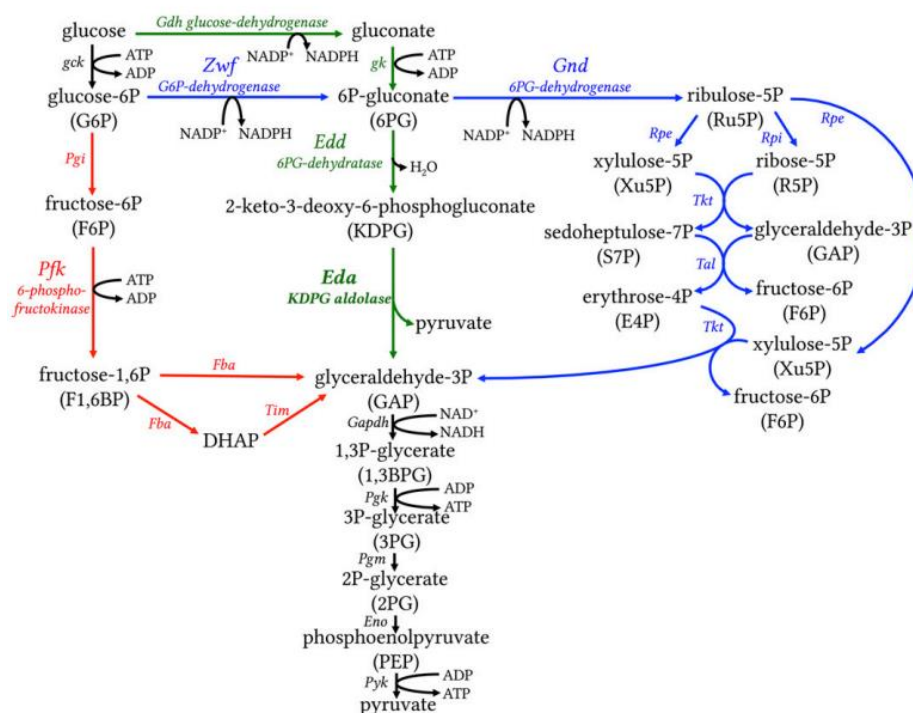 glucose
Gdh glucose-dehydrogenase
gluconate
NADP⁺ NADPH
gck
ATP
ADP
gk
ATP
ADP
glucose-6P
(G6P)
Zwf
G6P-dehydrogenase
NADP⁺ NADPH
6P-gluconate
(6PG)
Gnd
6PG-dehydrogenase
NADP⁺ NADPH
ribulose-5P
(Ru5P)
Rpe
Rpi
Rpe
Pgi
Edd
6PG-dehydratase
H₂O
xylulose-5P
(Xu5P)
ribose-5P
(R5P)
Tkt
fructose-6P
(F6P)
2-keto-3-deoxy-6-phosphogluconate
(KDPG)
sedoheptulose-7P
(S7P)
glyceraldehyde-3P
(GAP)
Tal
Pfk
6-phospho-
fructokinase
ATP
ADP
Eda
KDPG aldolase
pyruvate
erythrose-4P
(E4P)
fructose-6P
(F6P)
Tkt
xylulose-5P
(Xu5P)
fructose-6P
(F6P)
fructose-1,6P
(F1,6BP)
Fba
Fba
DHAP
Tim
glyceraldehyde-3P
(GAP)
Gapdh
NAD⁺
NADH
1,3P-glycerate
(1,3BPG)
Pgk
ADP
ATP
3P-glycerate
(3PG)
Pgm
2P-glycerate
(2PG)
Eno
phosphoenolpyruvate
(PEP)
Pyk
ADP
ATP
pyruvate